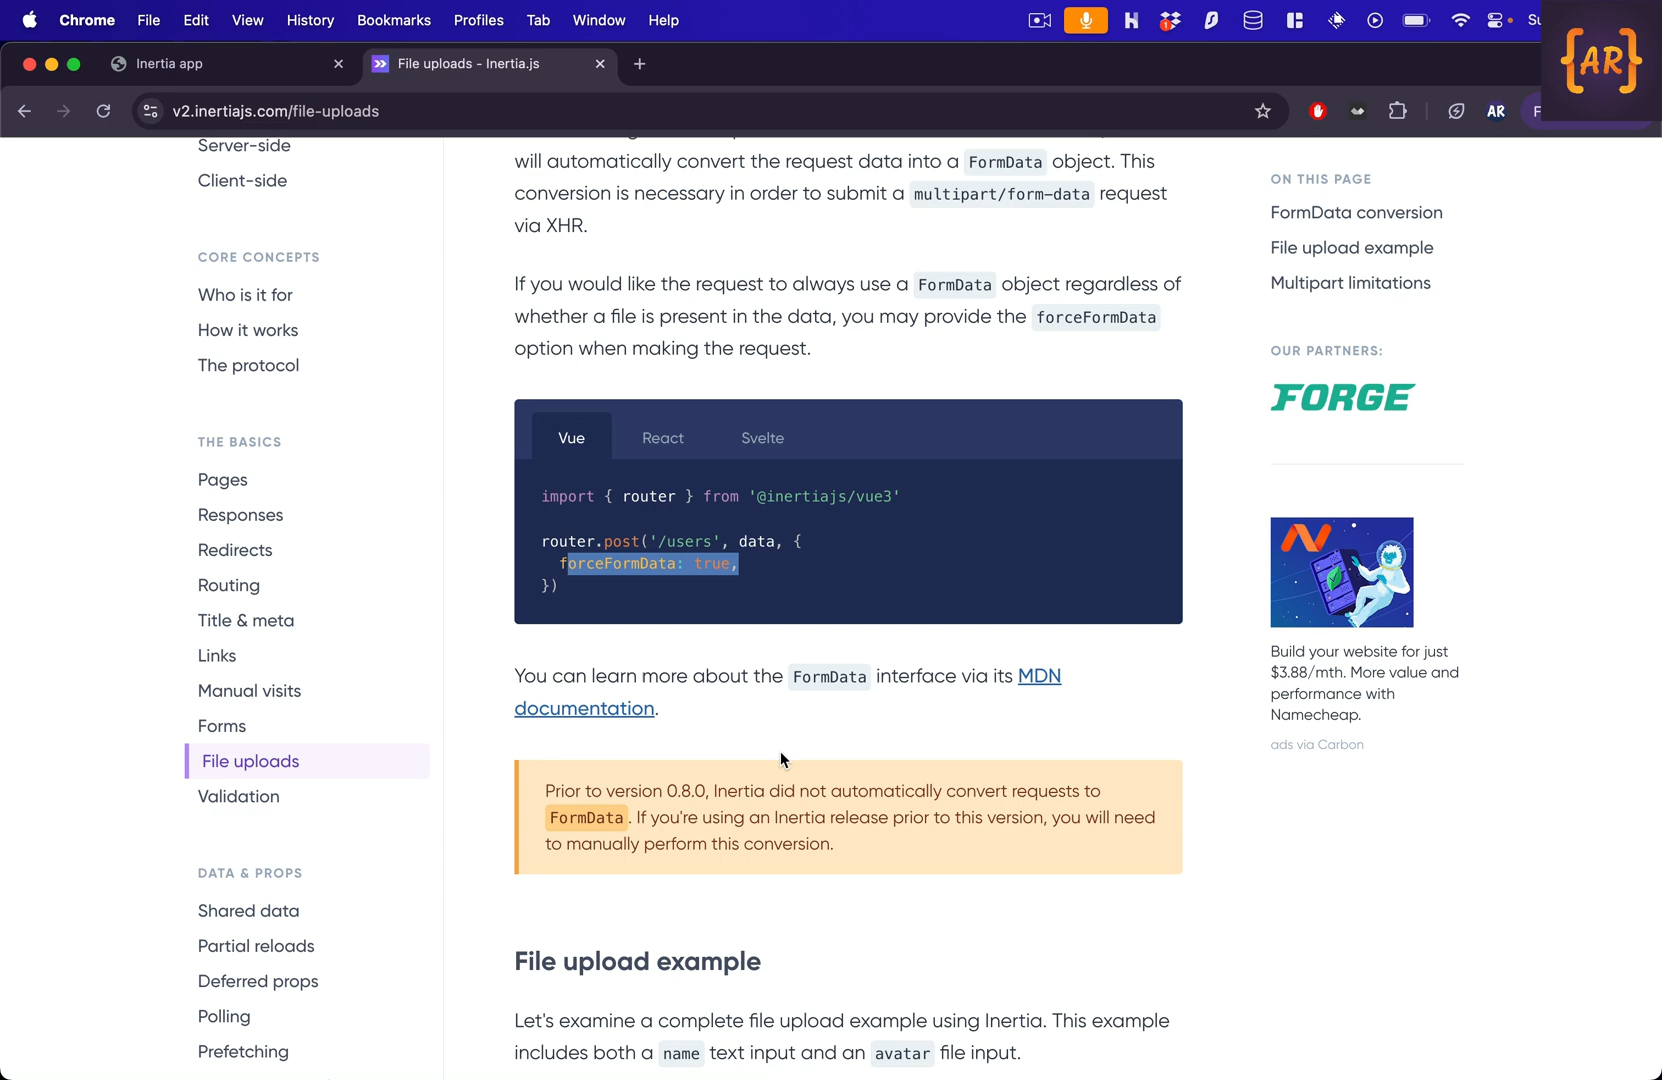 Chrome File Edit View History Bookmarks Profiles Tab Window Help
{AR}
Inertia app
File uploads - Inertia.js
v2.inertiajs.com/file-uploads
AR
Server-side
Client-side
CORE CONCEPTS
Who is it for
How it works
The protocol
THE BASICS
Pages
Responses
Redirects
Routing
Title & meta
Links
Manual visits
Forms
File uploads
Validation
DATA & PROPS
Shared data
Partial reloads
Deferred props
Polling
Prefetching
will automatically convert the request data into a FormData object. This
conversion is necessary in order to submit a multipart/form-data request
via XHR.
If you would like the request to always use a FormData object regardless of
whether a file is present in the data, you may provide the forceFormData
option when making the request.
Vue React Svelte
import { router } from '@inertiajs/vue3'
router.post('/users', data, {
forceFormData: true,
})
You can learn more about the FormData interface via its MDN
documentation.
Prior to version 0.8.0, Inertia did not automatically convert requests to
FormData. If you're using an Inertia release prior to this version, you will need
to manually perform this conversion.
File upload example
Let's examine a complete file upload example using Inertia. This example
includes both a name text input and an avatar file input.
ON THIS PAGE
FormData conversion
File upload example
Multipart limitations
OUR PARTNERS:
FORGE
Build your website for just
$3.88/mth. More value and
performance with
Namecheap.
ads via Carbon